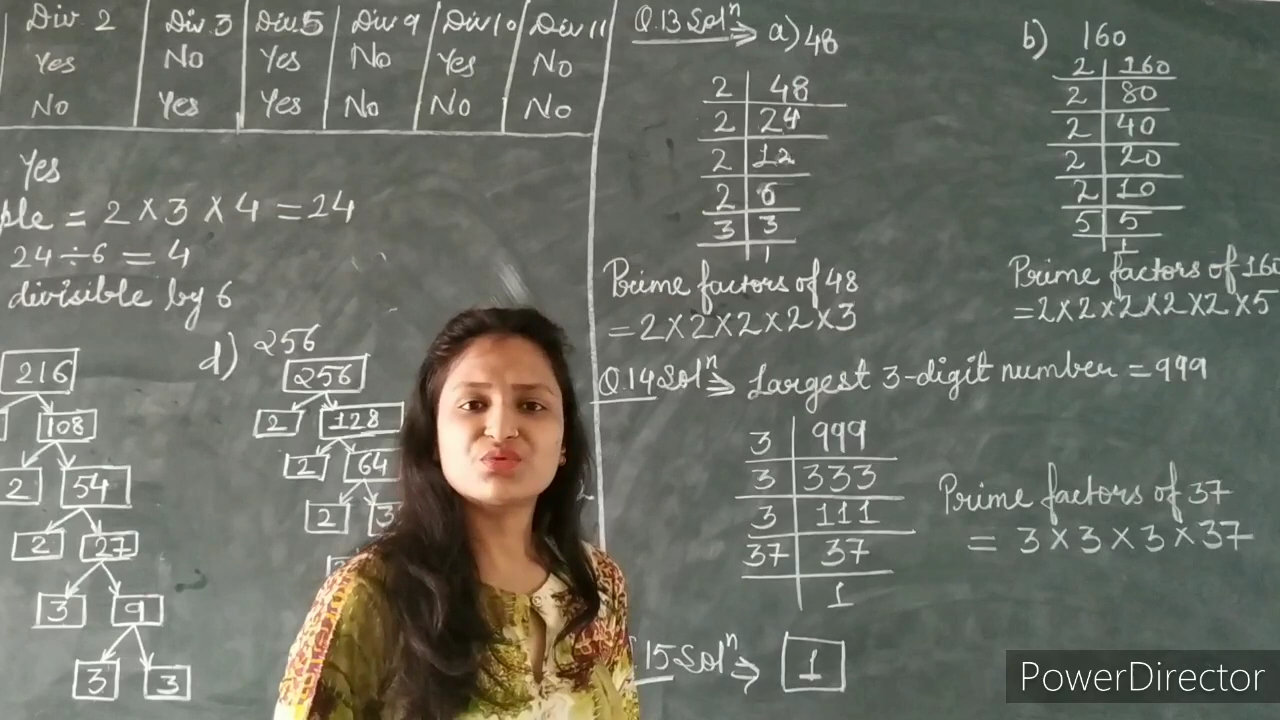 Div 2 Div 3 Div 5 Div 9 Div 10 Div 11
Yes No Yes No Yes No
No Yes Yes No No No
Yes
ple = 2 × 3 × 4 = 24
24 ÷ 6 = 4
divisible by 6
216
108
2 54
2 27
3 9
3 3
d) 256
256
2 128
2 64
2 3
Q.13 Solⁿ ⇒ a) 48
2 48
2 24
2 12
2 6
3 3
1
Prime factors of 48
= 2×2×2×2×3
b) 160
2 160
2 80
2 40
2 20
2 10
5 5
1
Prime factors of 160
= 2×2×2×2×2×5
Q.14 Solⁿ ⇒ Largest 3-digit number = 999
3 999
3 333
3 111
37 37
1
Prime factors of 37
= 3×3×3×37
.15 Solⁿ ⇒ 1
PowerDirector